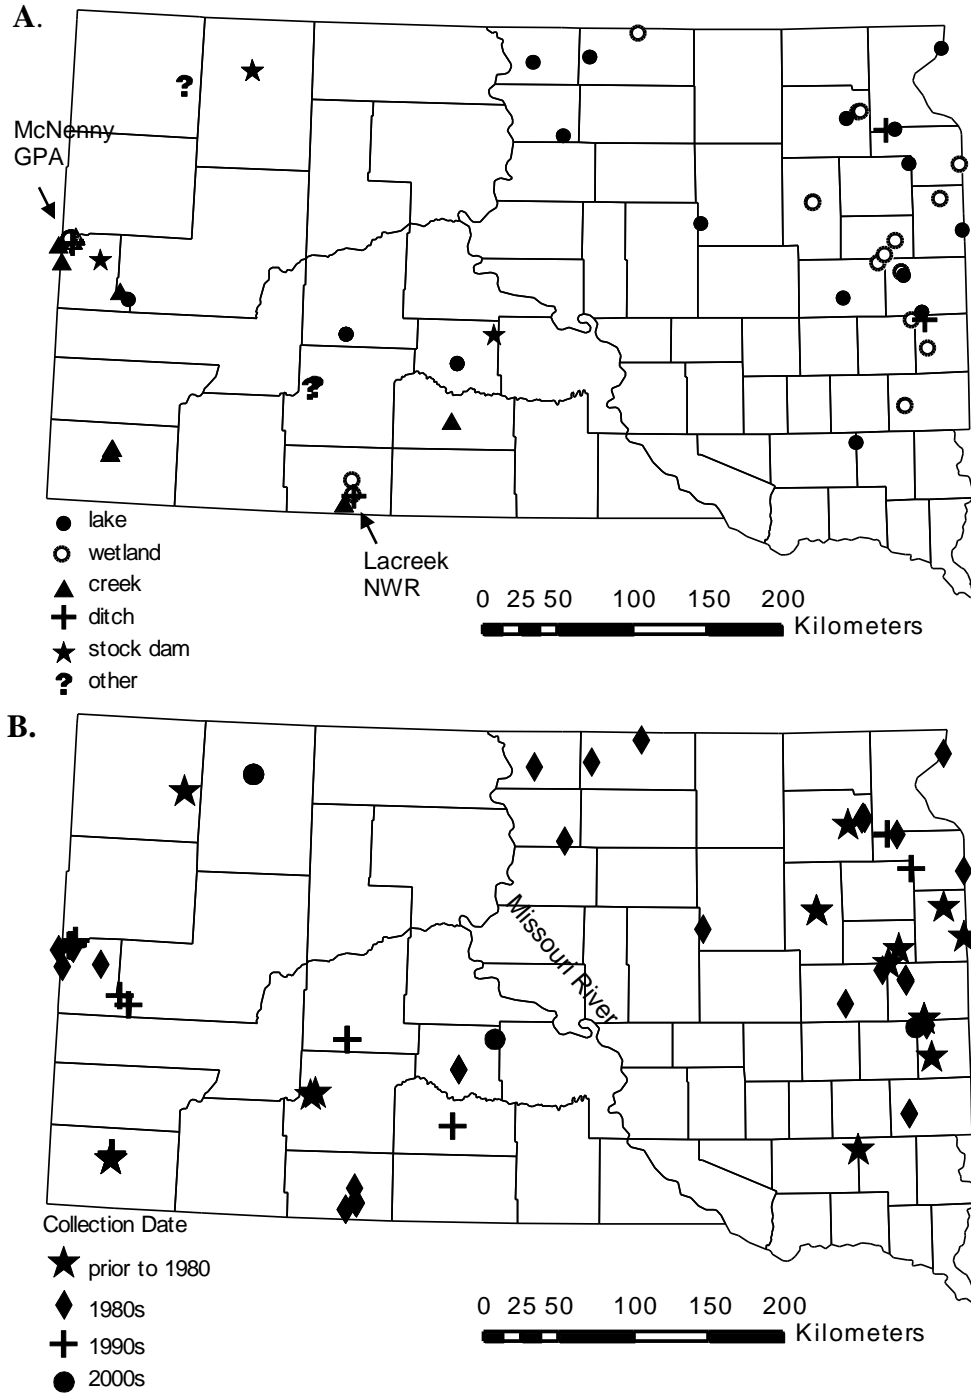 A.
McNenny
GPA
lake
wetland
creek
ditch
stock dam
? other
?
?
Lacreek
NWR
0 25 50 100 150 200
Kilometers
B.
Missouri River
Collection Date
prior to 1980
1980s
1990s
2000s
0 25 50 100 150 200
Kilometers